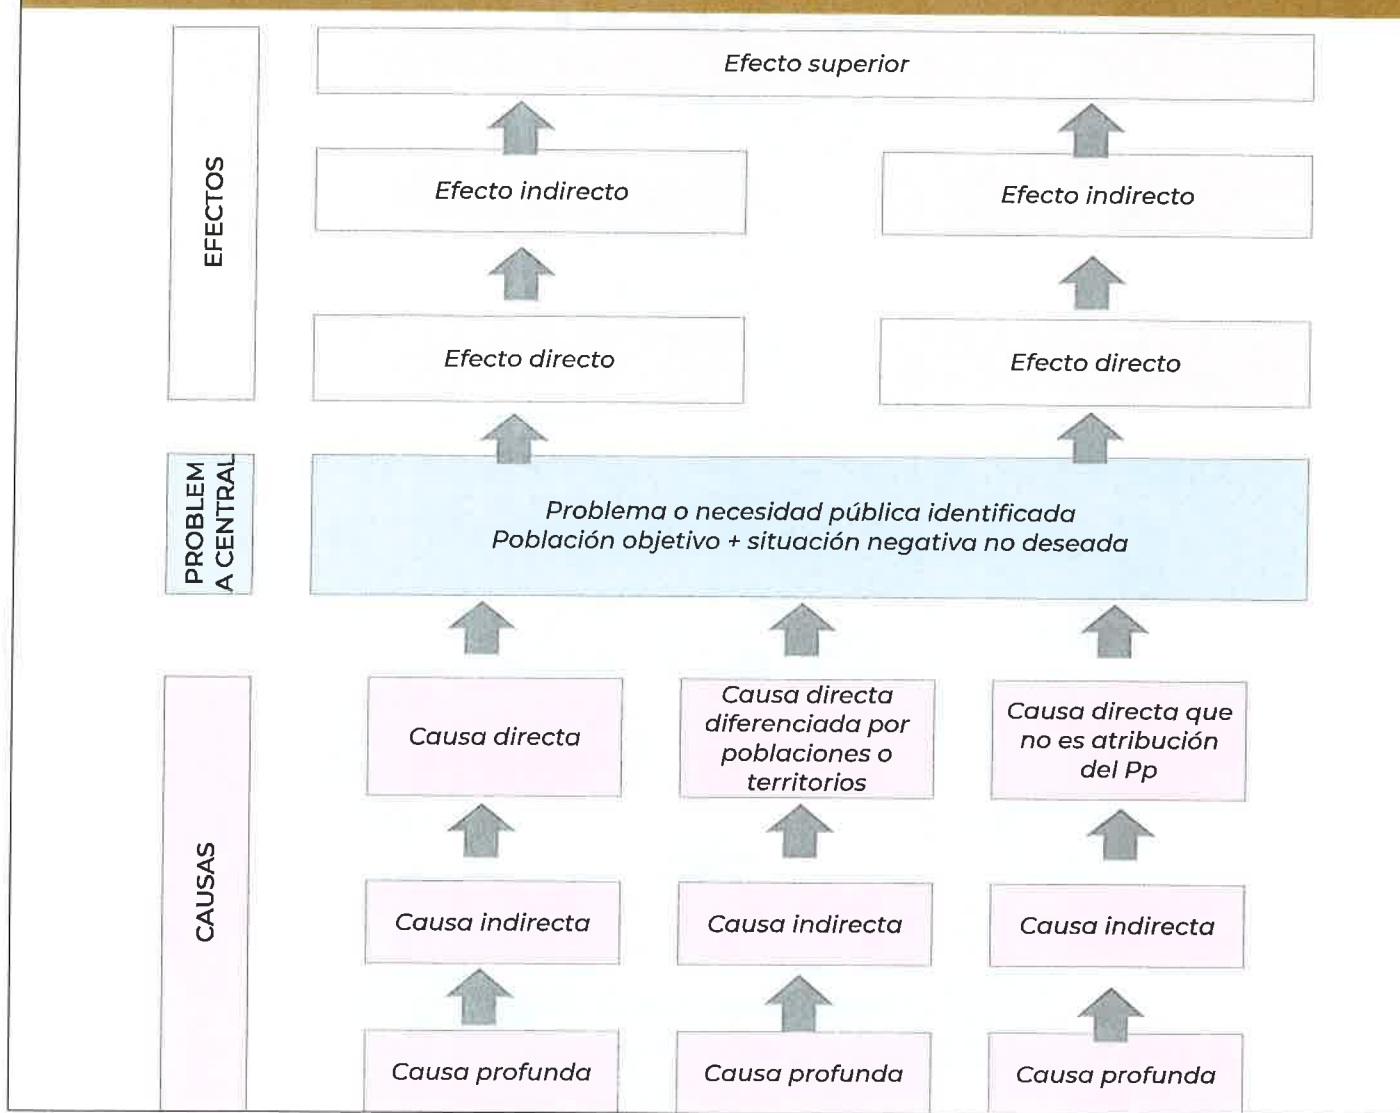 EFECTOS
Efecto superior
Efecto indirecto
Efecto indirecto
Efecto directo
Efecto directo
PROBLEM
A CENTRAL
Problema o necesidad pública identificada
Población objetivo + situación negativa no deseada
CAUSAS
Causa directa
Causa directa
diferenciada por
poblaciones o
territorios
Causa directa que
no es atribución
del Pp
Causa indirecta
Causa indirecta
Causa indirecta
Causa profunda
Causa profunda
Causa profunda